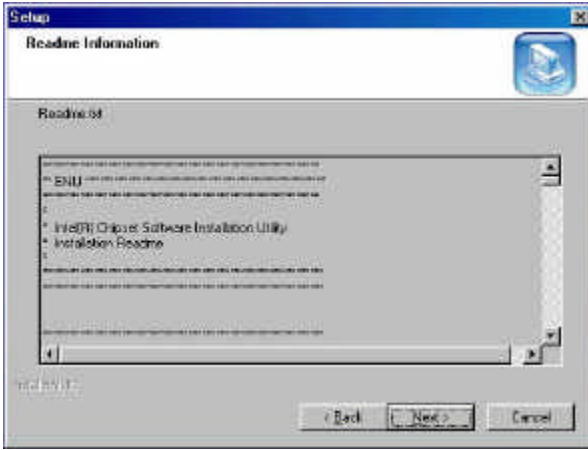 Setup
Readme Information
Readme.txt
* ENU ***********************************
* Intel(R) Chipset Software Installation Utility
* Installation Readme
< Back
Next >
Cancel